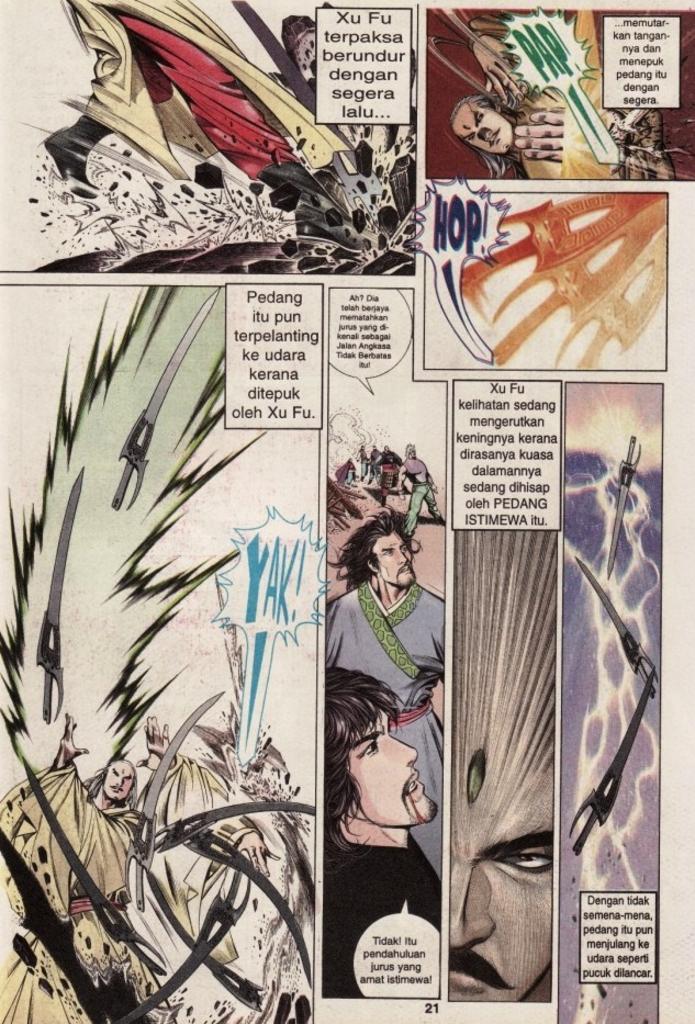 Xu Fu
terpaksa
berundur
dengan
segera
lalu...
...memutar-
kan tangan-
nya dan
menepuk
pedang itu
dengan
segera.
PAP!
HOP!
Pedang
itu pun
terpelanting
ke udara
kerana
ditepuk
oleh Xu Fu.
YAK!
Ah? Dia
telah berjaya
mematahkan
jurus yang di-
kenali sebagai
Jalan Angkasa
Tidak Berbatas
itu!
Tidak! Itu
pendahuluan
jurus yang
amat istimewa!
Xu Fu
kelihatan sedang
mengerutkan
keningnya kerana
dirasanya kuasa
dalamannya
sedang dihisap
oleh PEDANG
ISTIMEWA itu.
Dengan tidak
semena-mena,
pedang itu pun
menjulang ke
udara seperti
pucuk dilancar.
21